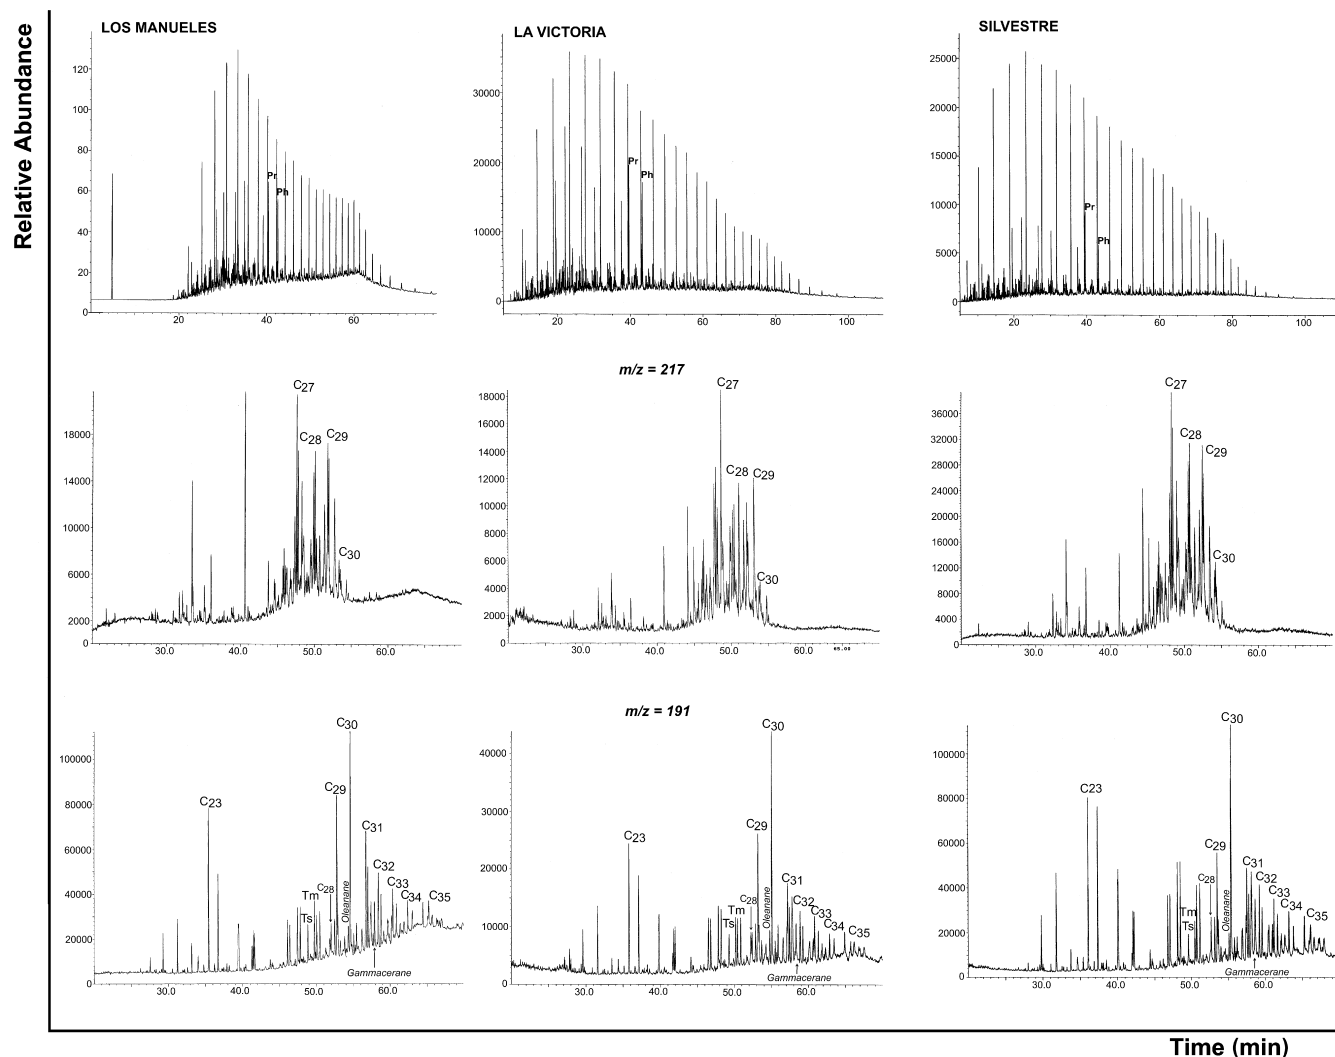 Relative Abundance
LOS MANUELES
120
100
80
60
40
20
0
Pr
Ph
20
40
60
LA VICTORIA
30000
20000
10000
0
Pr
Ph
20
40
60
80
100
SILVESTRE
25000
20000
15000
10000
5000
0
Pr
Ph
20
40
60
80
100
m/z = 217
18000
14000
10000
6000
2000
0
C27
C28
C29
C30
30.0
40.0
50.0
60.0
18000
16000
14000
12000
10000
8000
6000
4000
2000
0
C27
C28
C29
C30
30.0
40.0
50.0
60.0
65.00
36000
32000
28000
24000
20000
16000
12000
8000
4000
0
C27
C28
C29
C30
30.0
40.0
50.0
60.0
m/z = 191
100000
80000
60000
40000
20000
0
C23
Ts
Tm
C28
C29
Oleanane
C30
C31
C32
C33
C34
C35
Gammacerane
30.0
40.0
50.0
60.0
40000
30000
20000
10000
0
C23
Ts
Tm
C28
C29
Oleanane
C30
C31
C32
C33
C34
C35
Gammacerane
30.0
40.0
50.0
60.0
100000
80000
60000
40000
20000
0
C23
Tm
Ts
C28
C29
Oleanane
C30
C31
C32
C33
C34
C35
Gammacerane
30.0
40.0
50.0
60.0
Time (min)